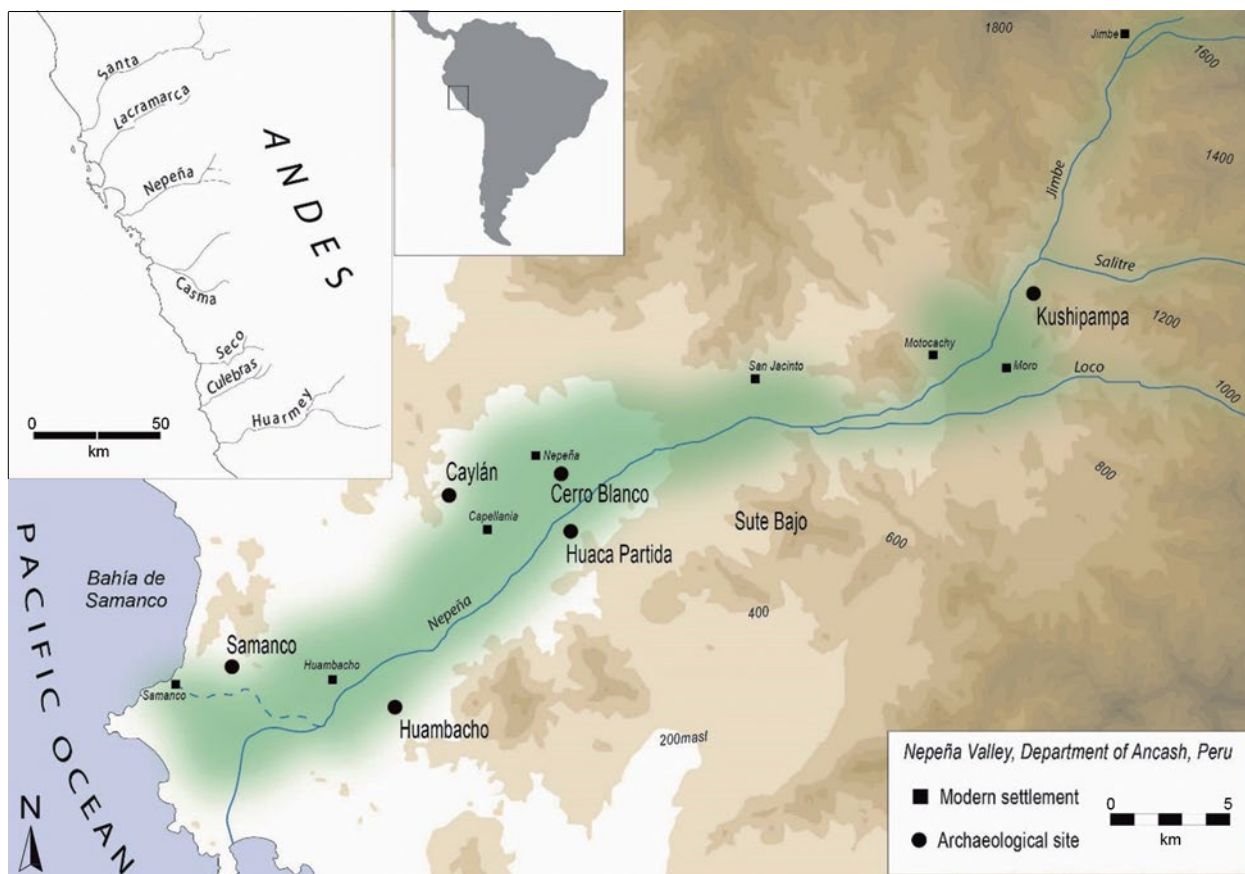 Santa
Lacramarca
Nepeña
Casma
Seco
Culebras
Huarmey
ANDES
0 50
km
1800
Jimbe
1600
1400
Jimbe
Salitre
Kushipampa
1200
Motocachy
Moro
Loco
1000
San Jacinto
Nepeña
Caylán
Cerro Blanco
Capellania
Huaca Partida
Sute Bajo
800
600
400
Nepeña
Bahía de
Samanco
PACIFIC OCEAN
Samanco
Huambacho
Samanco
Huambacho
200masl
N
Nepeña Valley, Department of Ancash, Peru
Modern settlement
Archaeological site
0 5
km